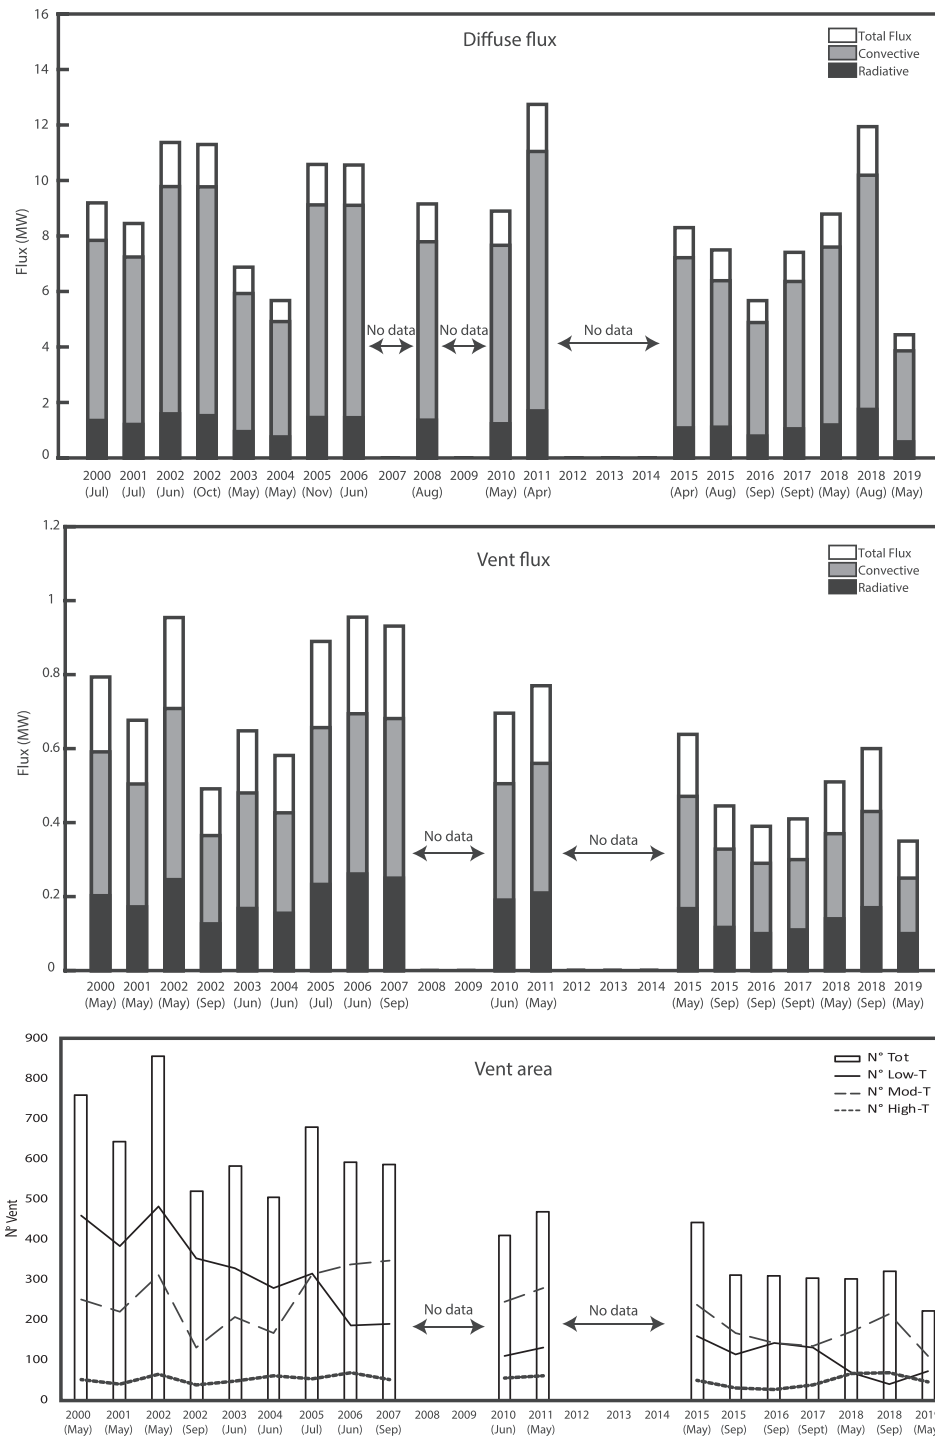 Diffuse flux
Total Flux
Convective
Radiative
Flux (MW)
16
14
12
10
8
6
4
2
0
No data No data No data
2000 2001 2002 2002 2003 2004 2005 2006 2007 2008 2009 2010 2011 2012 2013 2014 2015 2015 2016 2017 2018 2018 2019
(Jul) (Jul) (Jun) (Oct) (May) (May) (Nov) (Jun) (Aug) (May) (Apr) (Apr) (Aug) (Sep) (Sept) (May) (Aug) (May)
Vent flux
Total Flux
Convective
Radiative
Flux (MW)
1.2
1
0.8
0.6
0.4
0.2
0
No data No data
2000 2001 2002 2002 2003 2004 2005 2006 2007 2008 2009 2010 2011 2012 2013 2014 2015 2015 2016 2017 2018 2018 2019
(May) (May) (May) (Sep) (Jun) (Jun) (Jul) (Jun) (Sep) (Jun) (May) (May) (Sep) (Sep) (Sept) (May) (Sep) (May)
Vent area
N° Tot
N° Low-T
N° Mod-T
N° High-T
N° Vent
900
800
700
600
500
400
300
200
100
0
No data No data
2000 2001 2002 2002 2003 2004 2005 2006 2007 2008 2009 2010 2011 2012 2013 2014 2015 2015 2016 2017 2018 2018 2019
(May) (May) (May) (Sep) (Jun) (Jun) (Jul) (Jun) (Sep) (Jun) (May) (May) (Sep) (Sep) (Sept) (May) (Sep) (May